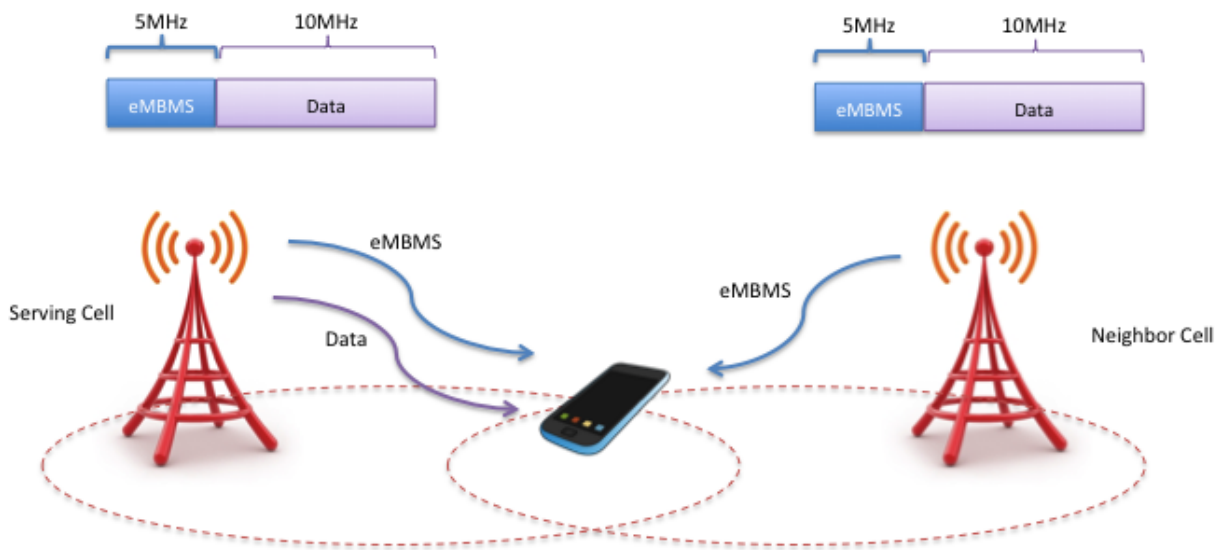 5MHz
10MHz
eMBMS
Data
5MHz
10MHz
eMBMS
Data
eMBMS
Data
Serving Cell
eMBMS
Neighbor Cell